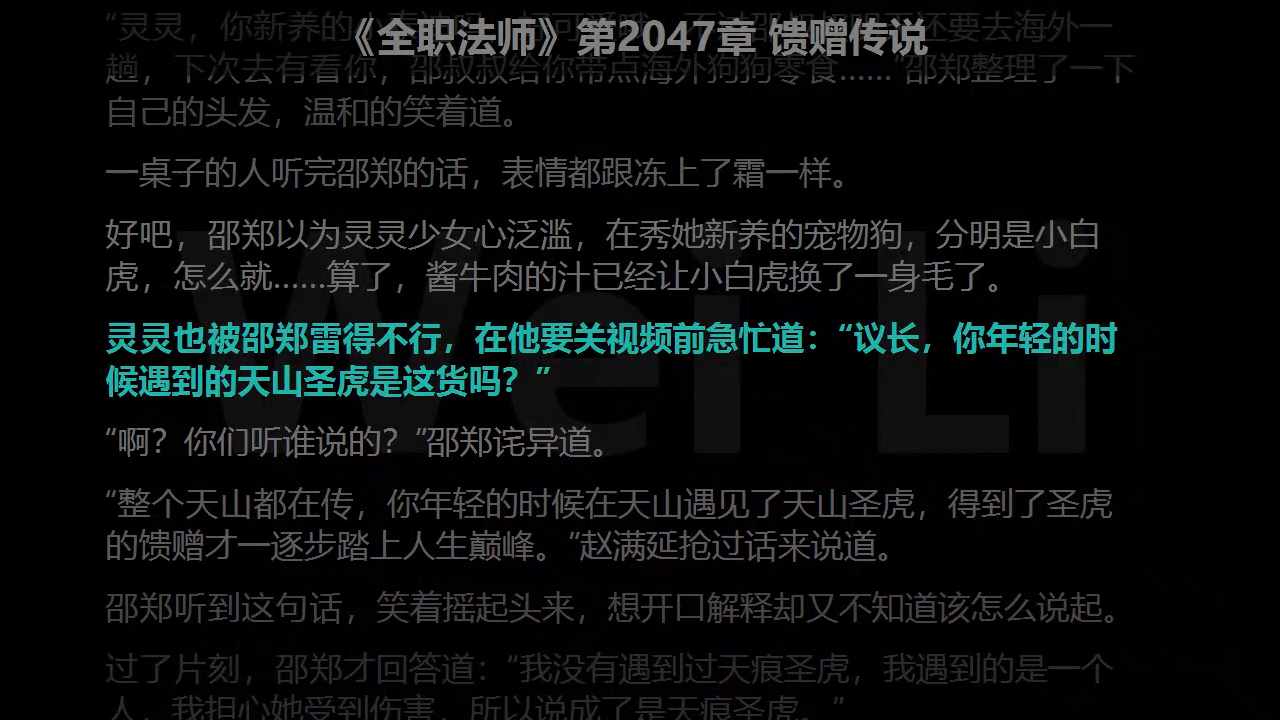 《全职法师》第2047章 馈赠传说
“灵灵，你新养的
还要去海外一
趟，下次去有看你，邵叔叔给你带点海外狗狗零食……”邵郑整理了一下
自己的头发，温和的笑着道。
一桌子的人听完邵郑的话，表情都跟冻上了霜一样。
好吧，邵郑以为灵灵少女心泛滥，在秀她新养的宠物狗，分明是小白
虎，怎么就……算了，酱牛肉的汁已经让小白虎换了一身毛了。
灵灵也被邵郑雷得不行，在他要关视频前急忙道：“议长，你年轻的时
候遇到的天山圣虎是这货吗？”
“啊？你们听谁说的？”邵郑诧异道。
“整个天山都在传，你年轻的时候在天山遇见了天山圣虎，得到了圣虎
的馈赠才一逐步踏上人生巅峰。”赵满延抢过话来说道。
邵郑听到这句话，笑着摇起头来，想开口解释却又不知道该怎么说起。
过了片刻，邵郑才回答道：“我没有遇到过天痕圣虎，我遇到的是一个
人，我担心她受到伤害，所以说成了是天痕圣虎。”
Wei Li